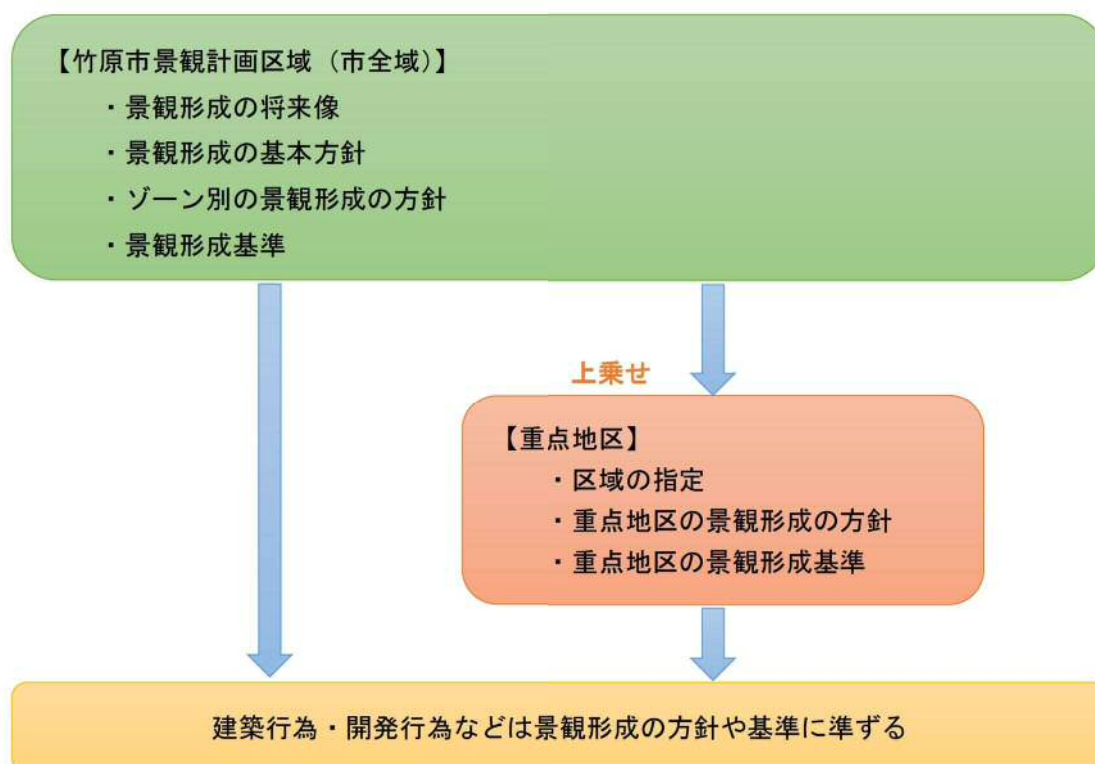 【竹原市景観計画区域（市全域）】
・景観形成の将来像
・景観形成の基本方針
・ゾーン別の景観形成の方針
・景観形成基準
上乗せ
【重点地区】
・区域の指定
・重点地区の景観形成の方針
・重点地区の景観形成基準
建築行為・開発行為などは景観形成の方針や基準に準ずる